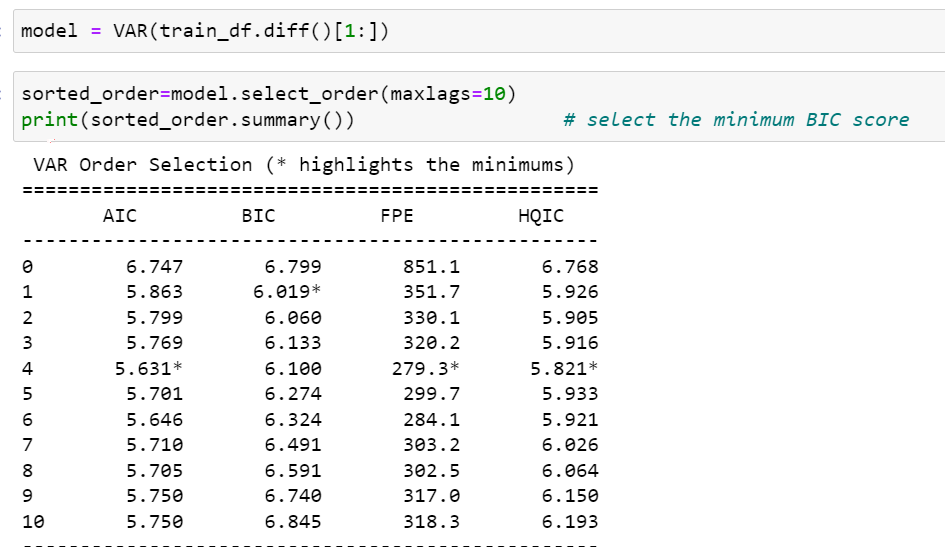 model = VAR(train_df.diff()[1:])
sorted_order=model.select_order(maxlags=10)
print(sorted_order.summary())                  # select the minimum BIC score
 VAR Order Selection (* highlights the minimums)
==================================================
       AIC         BIC         FPE         HQIC
--------------------------------------------------
0        6.747       6.799       851.1       6.768
1        5.863      6.019*       351.7       5.926
2        5.799       6.060       330.1       5.905
3        5.769       6.133       320.2       5.916
4       5.631*       6.100      279.3*      5.821*
5        5.701       6.274       299.7       5.933
6        5.646       6.324       284.1       5.921
7        5.710       6.491       303.2       6.026
8        5.705       6.591       302.5       6.064
9        5.750       6.740       317.0       6.150
10       5.750       6.845       318.3       6.193
--------------------------------------------------